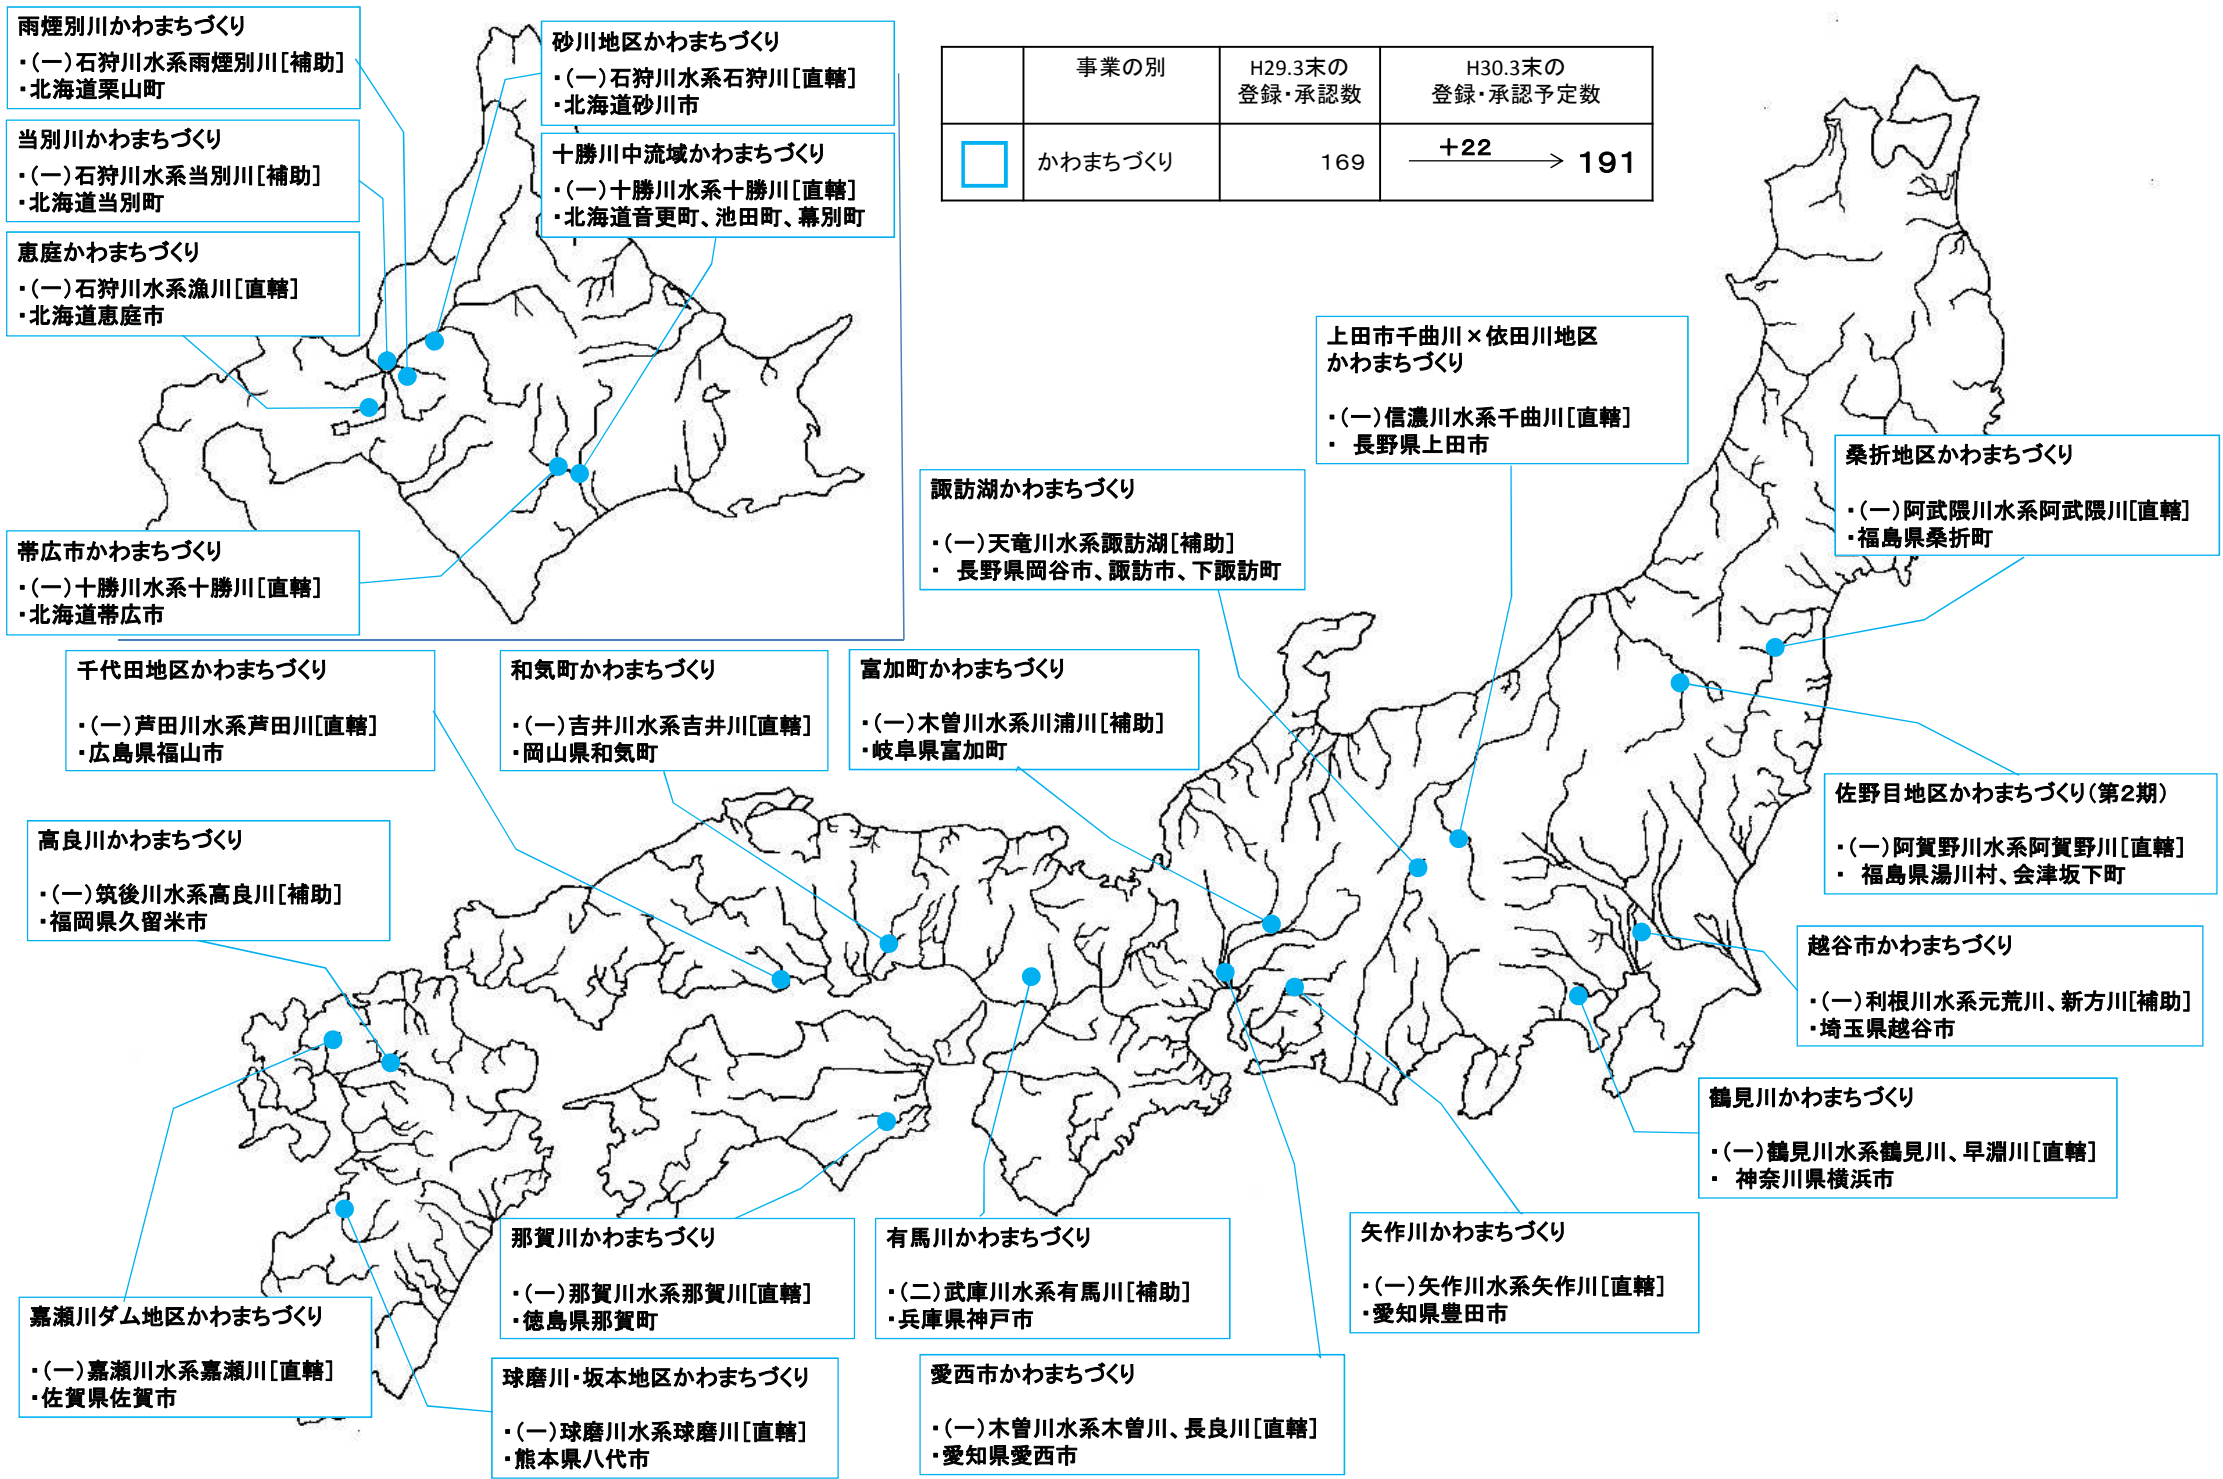 雨煙別川かわまちづくり
・(一)石狩川水系雨煙別川[補助]
・北海道栗山町
当別川かわまちづくり
・(一)石狩川水系当別川[補助]
・北海道当別町
恵庭かわまちづくり
・(一)石狩川水系漁川[直轄]
・北海道恵庭市
帯広市かわまちづくり
・(一)十勝川水系十勝川[直轄]
・北海道帯広市
砂川地区かわまちづくり
・(一)石狩川水系石狩川[直轄]
・北海道砂川市
十勝川中流域かわまちづくり
・(一)十勝川水系十勝川[直轄]
・北海道音更町、池田町、幕別町
事業の別
H29.3末の
登録・承認数
H30.3末の
登録・承認予定数
かわまちづくり
169
+22
191
上田市千曲川×依田川地区
かわまちづくり
・(一)信濃川水系千曲川[直轄]
・ 長野県上田市
諏訪湖かわまちづくり
・(一)天竜川水系諏訪湖[補助]
・ 長野県岡谷市、諏訪市、下諏訪町
桑折地区かわまちづくり
・(一)阿武隈川水系阿武隈川[直轄]
・福島県桑折町
千代田地区かわまちづくり
・(一)芦田川水系芦田川[直轄]
・広島県福山市
和気町かわまちづくり
・(一)吉井川水系吉井川[直轄]
・岡山県和気町
富加町かわまちづくり
・(一)木曽川水系川浦川[補助]
・岐阜県富加町
佐野目地区かわまちづくり(第2期)
・(一)阿賀野川水系阿賀野川[直轄]
・ 福島県湯川村、会津坂下町
高良川かわまちづくり
・(一)筑後川水系高良川[補助]
・福岡県久留米市
越谷市かわまちづくり
・(一)利根川水系元荒川、新方川[補助]
・埼玉県越谷市
鶴見川かわまちづくり
・(一)鶴見川水系鶴見川、早淵川[直轄]
・ 神奈川県横浜市
那賀川かわまちづくり
・(一)那賀川水系那賀川[直轄]
・徳島県那賀町
有馬川かわまちづくり
・(二)武庫川水系有馬川[補助]
・兵庫県神戸市
矢作川かわまちづくり
・(一)矢作川水系矢作川[直轄]
・愛知県豊田市
嘉瀬川ダム地区かわまちづくり
・(一)嘉瀬川水系嘉瀬川[直轄]
・佐賀県佐賀市
球磨川・坂本地区かわまちづくり
・(一)球磨川水系球磨川[直轄]
・熊本県八代市
愛西市かわまちづくり
・(一)木曽川水系木曽川、長良川[直轄]
・愛知県愛西市